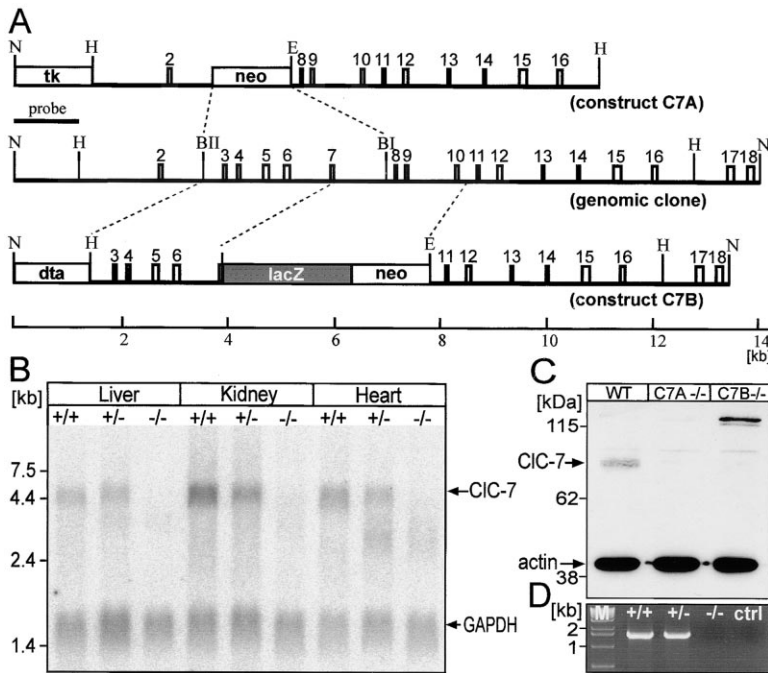 A
N H E H
2 8 9 10 11 12 13 14 15 16
tk neo
(construct C7A)
probe
N H BII BI H N
2 3 4 5 6 7 8 9 10 11 12 13 14 15 16 17 18
(genomic clone)
N H E H N
3 4 5 6 11 12 13 14 15 16 17 18
dta lacZ neo
(construct C7B)
2 4 6 8 10 12 14
[kb]
B
[kb] Liver Kidney Heart
+/+ +/- -/- +/+ +/- -/- +/+ +/- -/-
7.5
4.4 ClC-7
2.4
GAPDH
1.4
C
[kDa] WT C7A -/- C7B-/-
115
ClC-7
62
actin
38
D
[kb] M +/+ +/- -/- ctrl
2
1